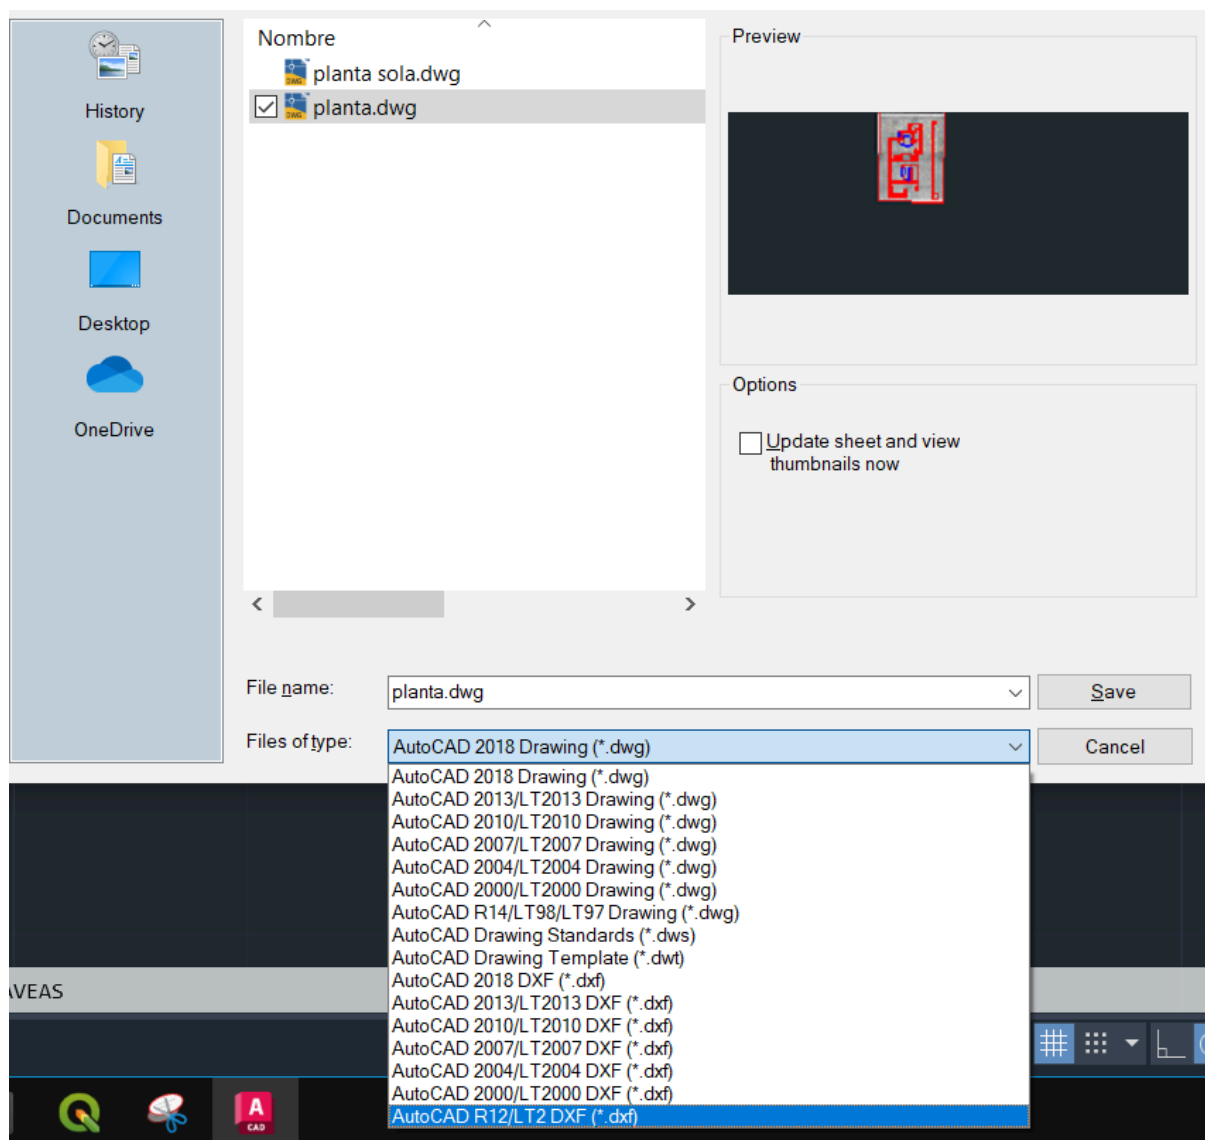 History
Documents
Desktop
OneDrive
Nombre
planta sola.dwg
planta.dwg
Preview
Options
Update sheet and view
thumbnails now
File name:
planta.dwg
Save
Files of type:
AutoCAD 2018 Drawing (*.dwg)
Cancel
AutoCAD 2018 Drawing (*.dwg)
AutoCAD 2013/LT2013 Drawing (*.dwg)
AutoCAD 2010/LT2010 Drawing (*.dwg)
AutoCAD 2007/LT2007 Drawing (*.dwg)
AutoCAD 2004/LT2004 Drawing (*.dwg)
AutoCAD 2000/LT2000 Drawing (*.dwg)
AutoCAD R14/LT98/LT97 Drawing (*.dwg)
AutoCAD Drawing Standards (*.dws)
AutoCAD Drawing Template (*.dwt)
AutoCAD 2018 DXF (*.dxf)
AutoCAD 2013/LT2013 DXF (*.dxf)
AutoCAD 2010/LT2010 DXF (*.dxf)
AutoCAD 2007/LT2007 DXF (*.dxf)
AutoCAD 2004/LT2004 DXF (*.dxf)
AutoCAD 2000/LT2000 DXF (*.dxf)
AutoCAD R12/LT2 DXF (*.dxf)
AVEAS
A
CAD